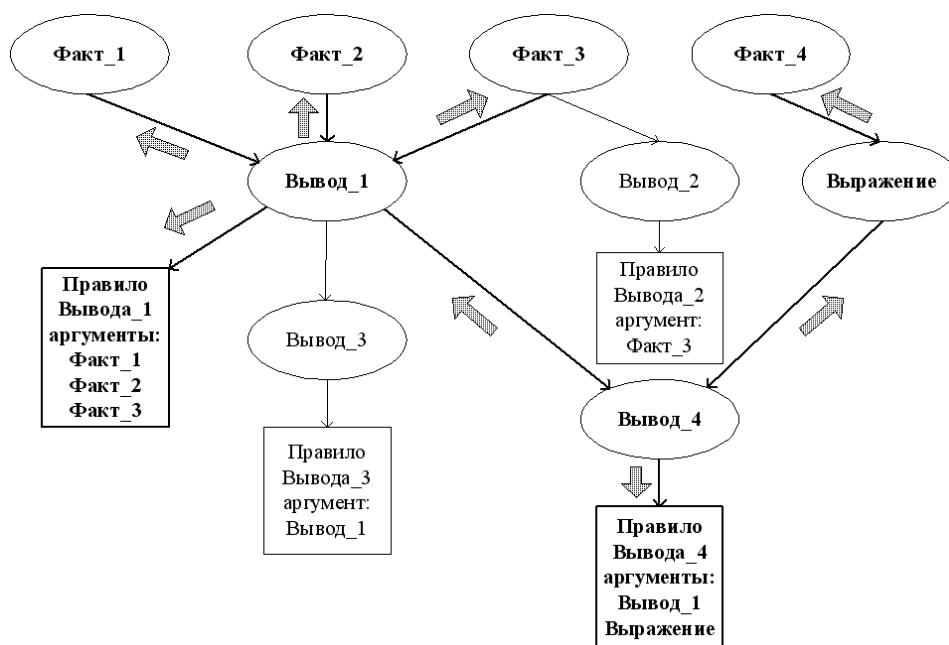 Факт_1
Факт_2
Факт_3
Факт_4
Вывод_1
Вывод_2
Выражение
Правило
Вывода_1
аргументы:
Факт_1
Факт_2
Факт_3
Вывод_3
Правило
Вывода_2
аргумент:
Факт_3
Вывод_4
Правило
Вывода_3
аргумент:
Вывод_1
Правило
Вывода_4
аргументы:
Вывод_1
Выражение